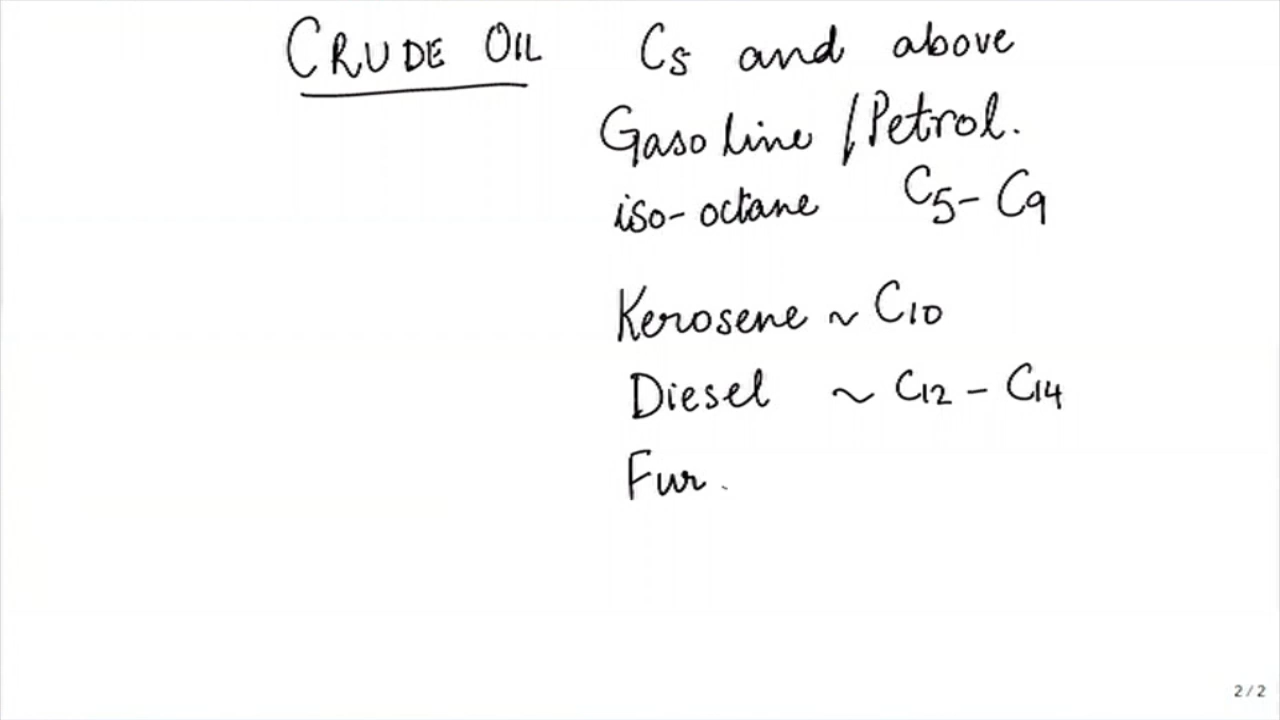 CRUDE OIL C5 and above
Gasoline / Petrol.
iso-octane C5 - C9
Kerosene ~ C10
Diesel ~ C12 - C14
Fur
2 / 2